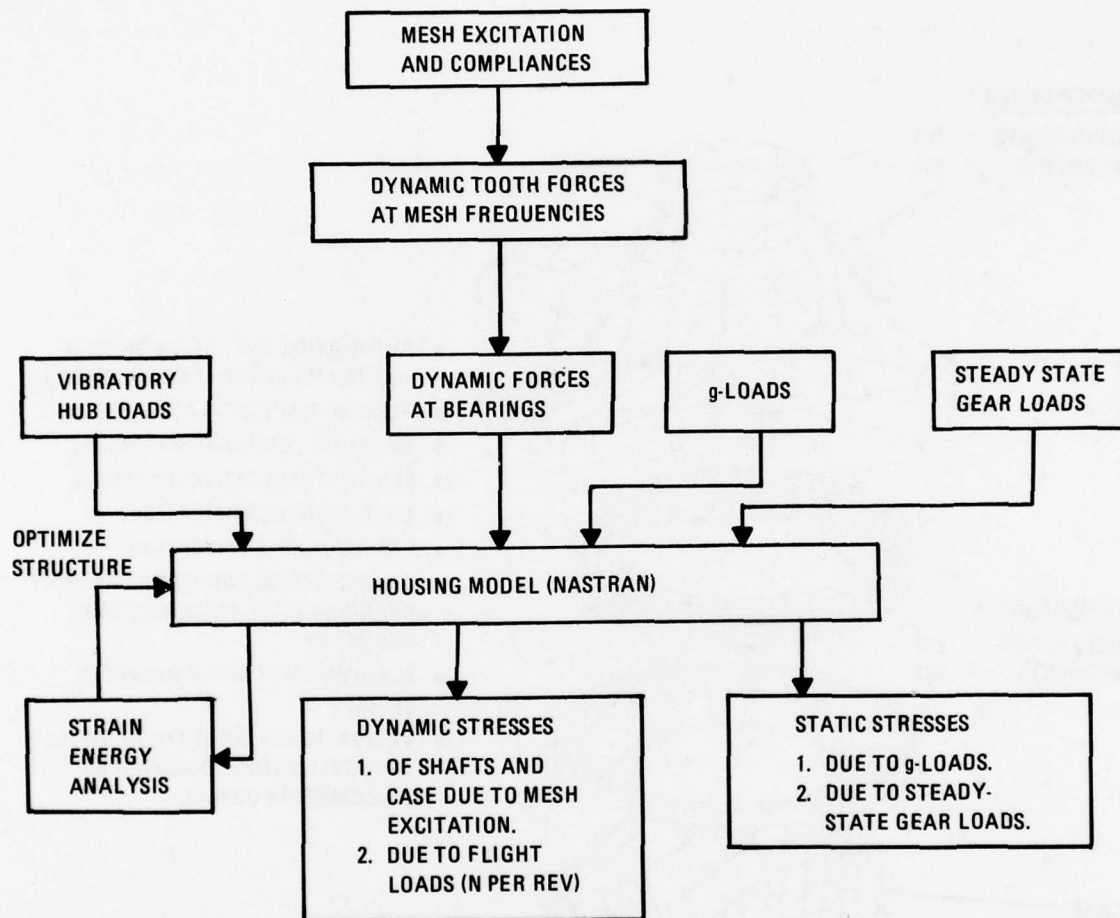 MESH EXCITATION
AND COMPLIANCES
DYNAMIC TOOTH FORCES
AT MESH FREQUENCIES
VIBRATORY
HUB LOADS
DYNAMIC FORCES
AT BEARINGS
g-LOADS
STEADY STATE
GEAR LOADS
OPTIMIZE
STRUCTURE
HOUSING MODEL (NASTRAN)
STRAIN
ENERGY
ANALYSIS
DYNAMIC STRESSES
1. OF SHAFTS AND
CASE DUE TO MESH
EXCITATION.
2. DUE TO FLIGHT
LOADS (N PER REV)
STATIC STRESSES
1. DUE TO g-LOADS.
2. DUE TO STEADY-
STATE GEAR LOADS.